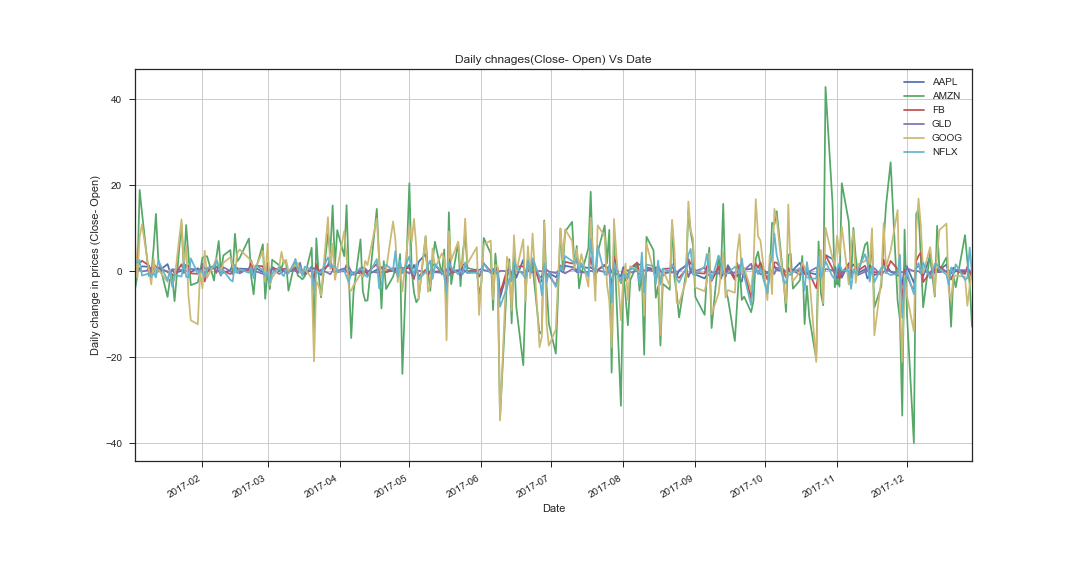 Daily chnages(Close- Open) Vs Date
AAPL
AMZN
FB
GLD
GOOG
NFLX
Daily change in prices (Close- Open)
40
20
0
−20
−40
2017-02
2017-03
2017-04
2017-05
2017-06
2017-07
2017-08
2017-09
2017-10
2017-11
2017-12
Date